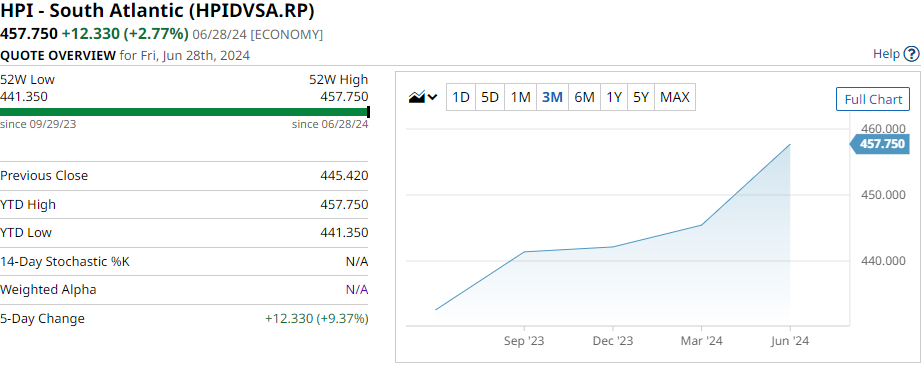 HPI - South Atlantic (HPIDVSA.RP)
457.750 +12.330 (+2.77%) 06/28/24 [ECONOMY]
QUOTE OVERVIEW for Fri, Jun 28th, 2024
Help ?
52W Low 52W High
441.350 457.750
since 09/29/23 since 06/28/24
Previous Close 445.420
YTD High 457.750
YTD Low 441.350
14-Day Stochastic %K N/A
Weighted Alpha N/A
5-Day Change +12.330 (+9.37%)
1D 5D 1M 3M 6M 1Y 5Y MAX Full Chart
460.000
457.750
450.000
440.000
Sep '23 Dec '23 Mar '24 Jun '24